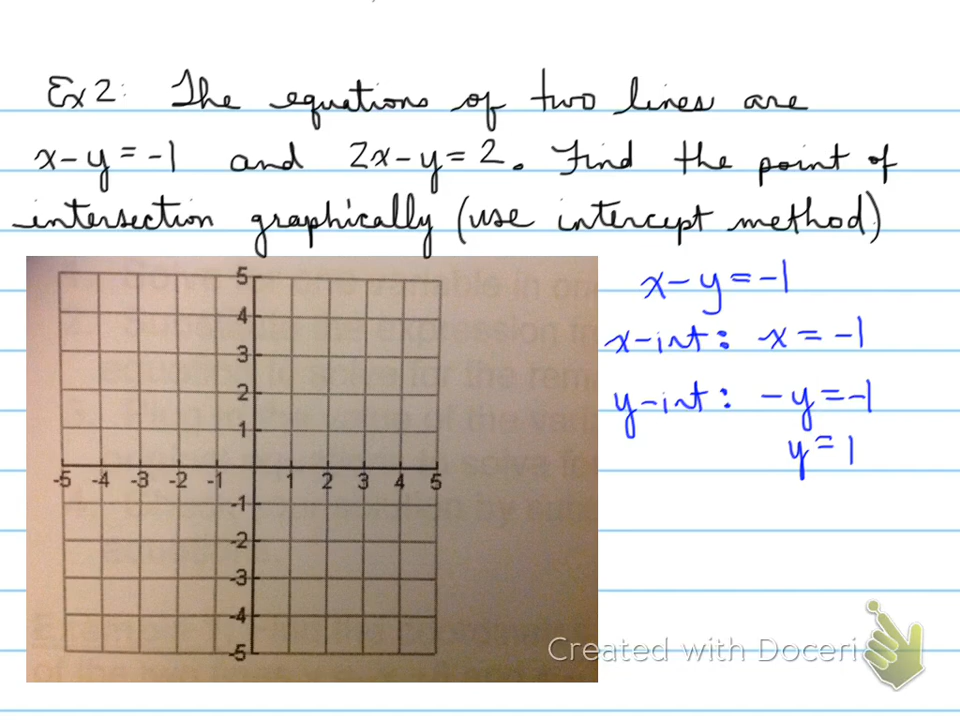 Ex 2: The equations of two lines are
x-y=-1 and 2x-y=2. Find the point of
intersection graphically (use intercept method)
x-y=-1
x-int: x=-1
y-int: -y=-1
y=1
5
4
3
2
1
-5 -4 -3 -2 -1 1 2 3 4 5
-1
-2
-3
-4
-5
Created with Doceri